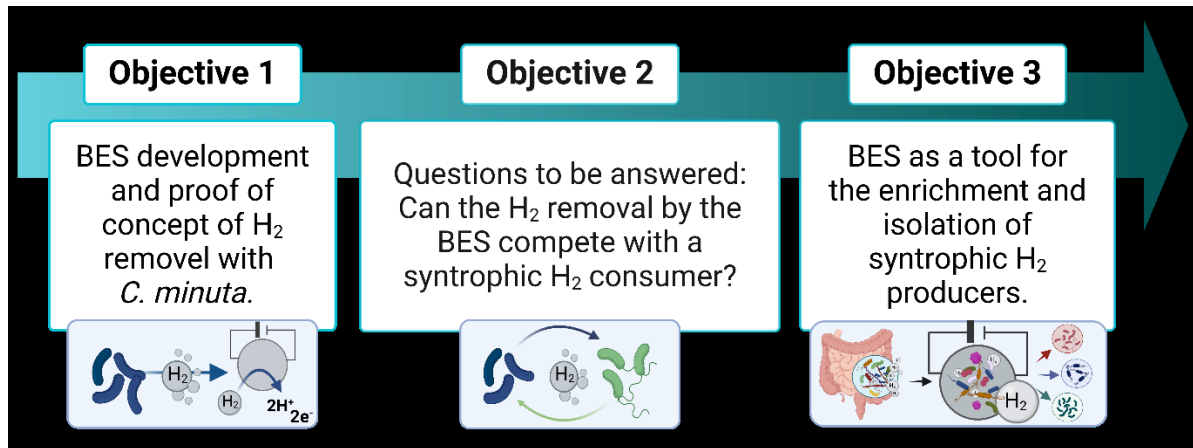 Objective 1
BES development
and proof of
concept of H₂
removel with
C. minuta.
H₂
H₂
2H⁺
2e⁻
Objective 2
Questions to be answered:
Can the H₂ removal by the
BES compete with a
syntrophic H₂ consumer?
H₂
Objective 3
BES as a tool for
the enrichment and
isolation of
syntrophic H₂
producers.
H₂